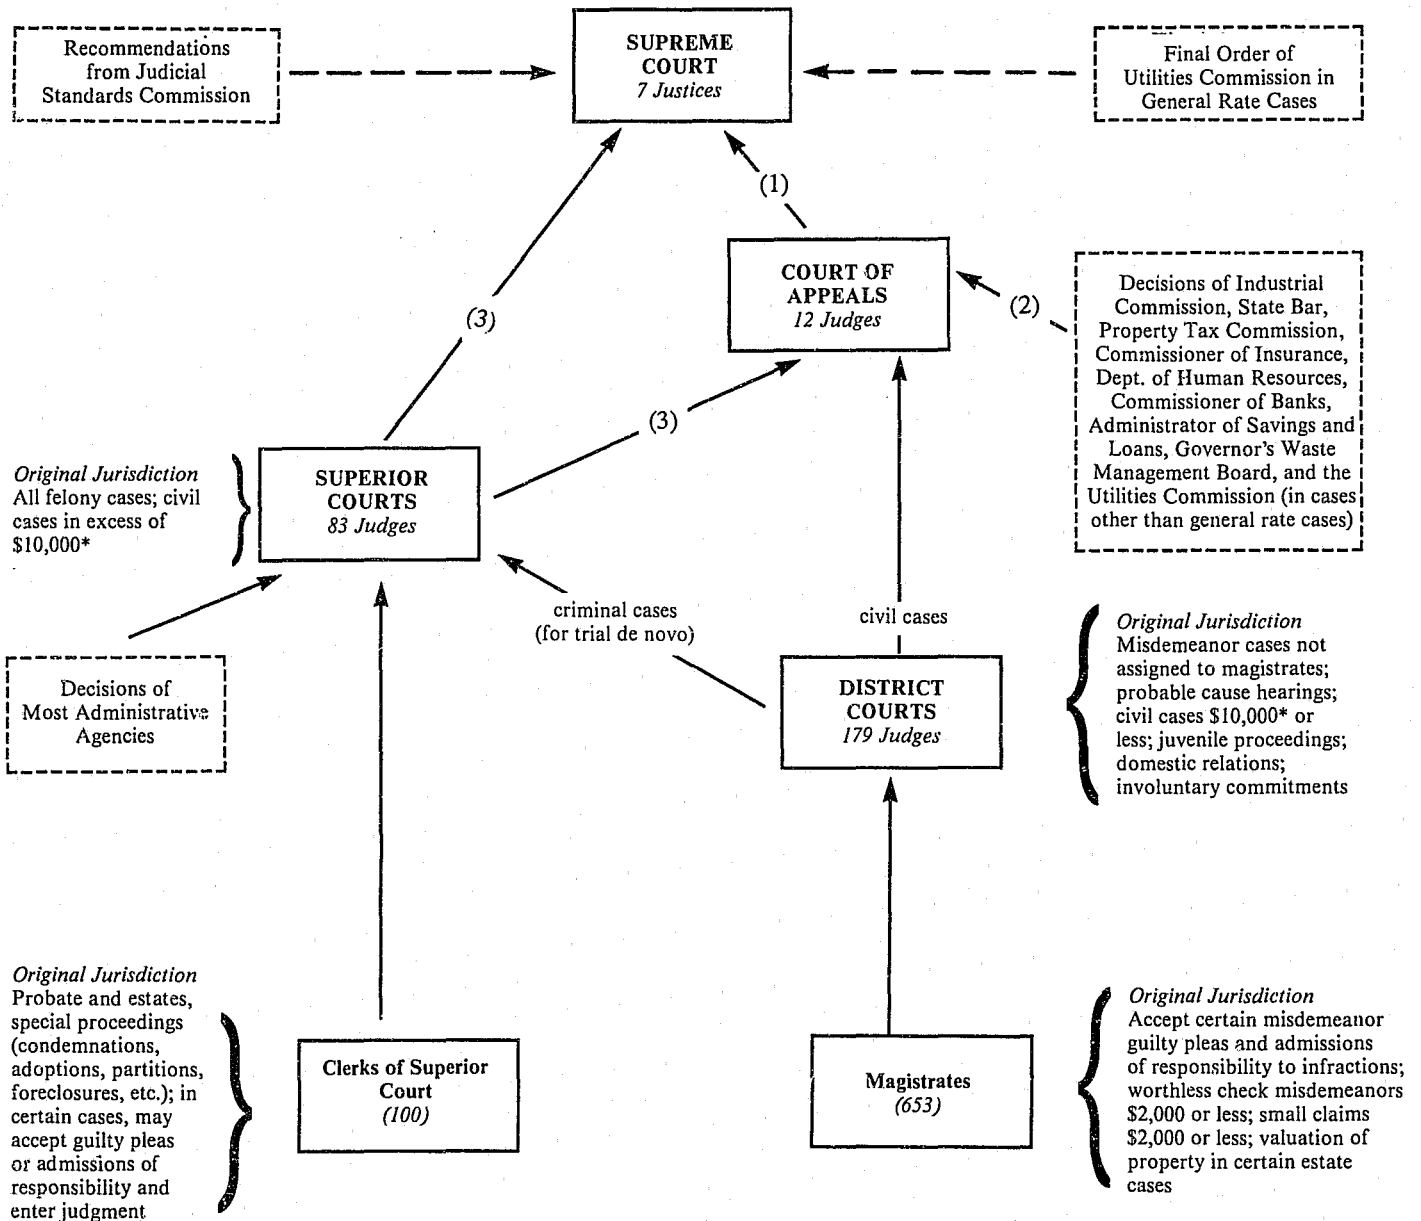 Recommendations
from Judicial
Standards Commission
SUPREME
COURT
7 Justices
Final Order of
Utilities Commission in
General Rate Cases
(1)
COURT OF
APPEALS
12 Judges
(2)
Decisions of Industrial
Commission, State Bar,
Property Tax Commission,
Commissioner of Insurance,
Dept. of Human Resources,
Commissioner of Banks,
Administrator of Savings and
Loans, Governor's Waste
Management Board, and the
Utilities Commission (in cases
other than general rate cases)
(3)
(3)
Original Jurisdiction
All felony cases; civil
cases in excess of
$10,000*
SUPERIOR
COURTS
83 Judges
criminal cases
(for trial de novo)
civil cases
Decisions of
Most Administrative
Agencies
DISTRICT
COURTS
179 Judges
Original Jurisdiction
Misdemeanor cases not
assigned to magistrates;
probable cause hearings;
civil cases $10,000* or
less; juvenile proceedings;
domestic relations;
involuntary commitments
Original Jurisdiction
Probate and estates,
special proceedings
(condemnations,
adoptions, partitions,
foreclosures, etc.); in
certain cases, may
accept guilty pleas
or admissions of
responsibility and
enter judgment
Clerks of Superior
Court
(100)
Magistrates
(653)
Original Jurisdiction
Accept certain misdemeanor
guilty pleas and admissions
of responsibility to infractions;
worthless check misdemeanors
$2,000 or less; small claims
$2,000 or less; valuation of
property in certain estate
cases